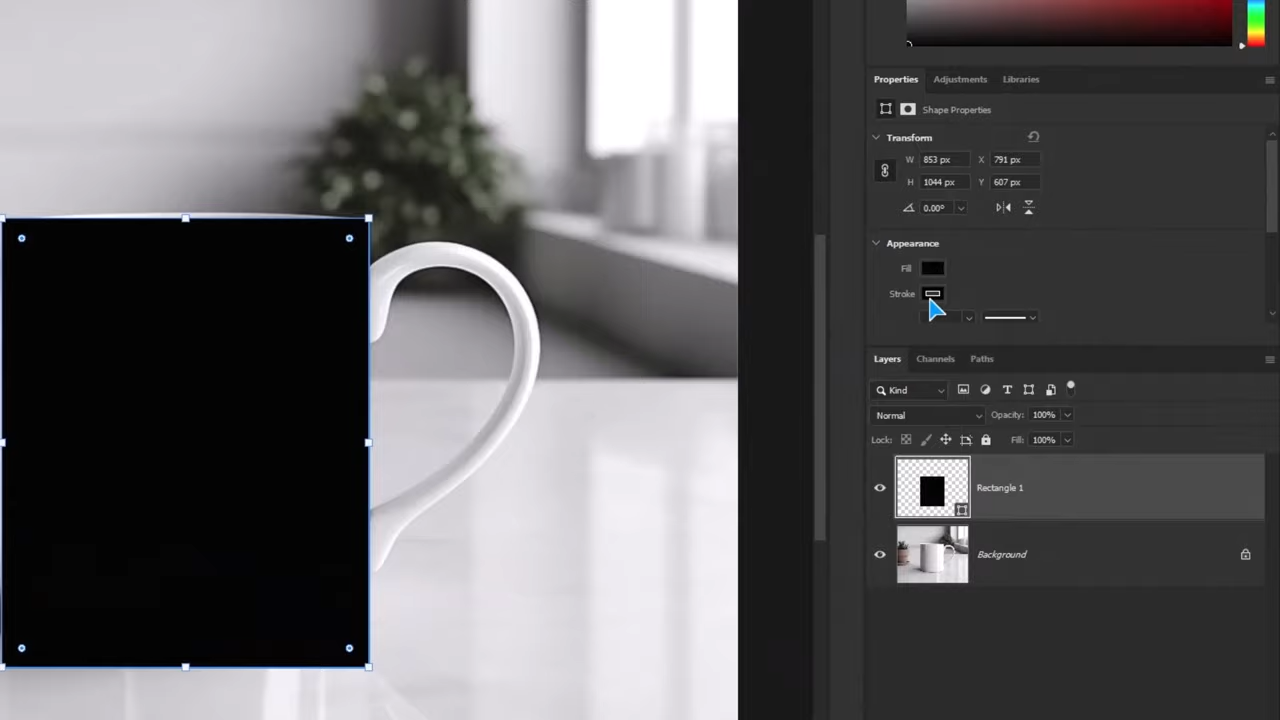 Properties Adjustments Libraries
Shape Properties
Transform
W 853 px X 791 px
H 1044 px Y 607 px
0.00°
Appearance
Fill
Stroke
Layers Channels Paths
Kind
Normal Opacity: 100%
Lock: Fill: 100%
Rectangle 1
Background